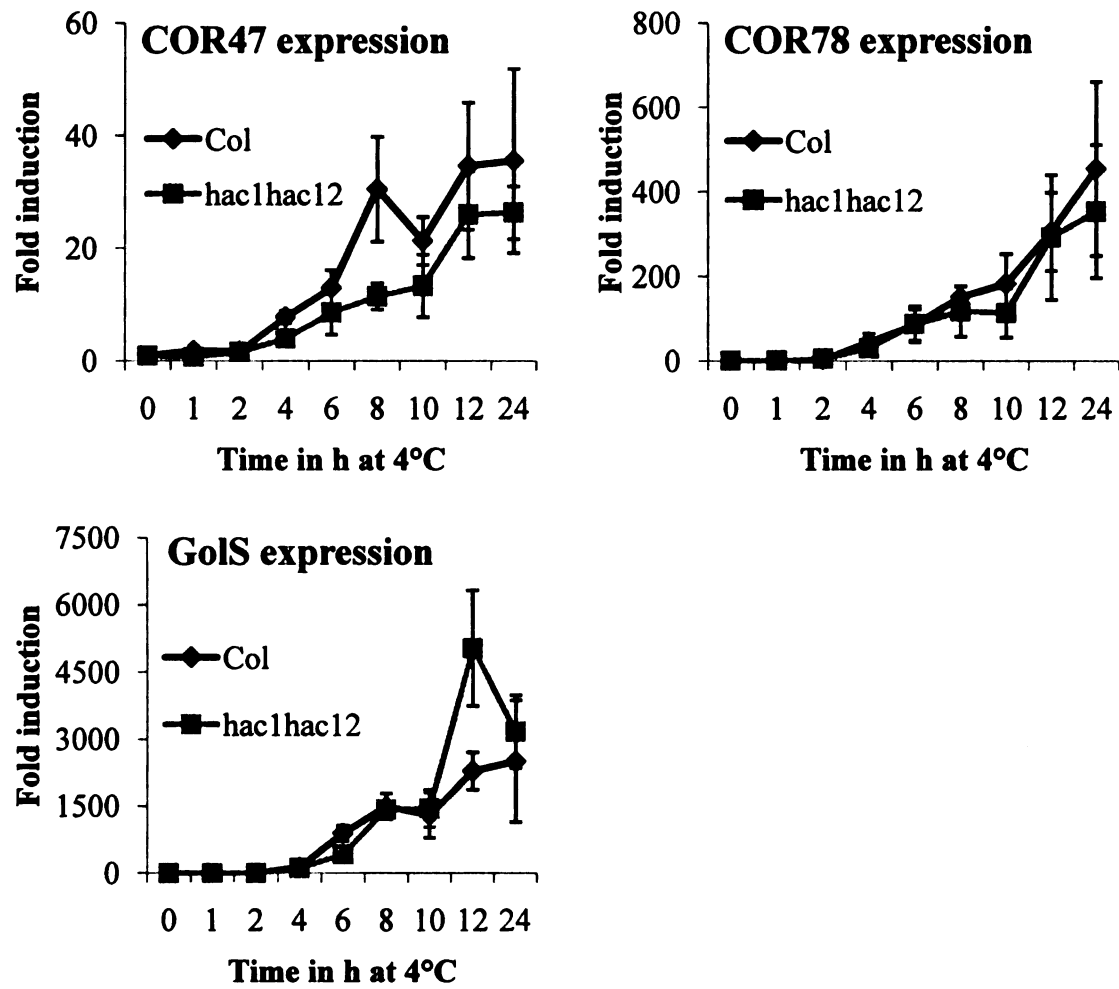 COR47 expression
60
40
20
0
Fold induction
Col
hac1hac12
0 1 2 4 6 8 10 12 24
Time in h at 4°C
COR78 expression
800
600
400
200
0
Fold induction
Col
hac1hac12
0 1 2 4 6 8 10 12 24
Time in h at 4°C
GolS expression
7500
6000
4500
3000
1500
0
Fold induction
Col
hac1hac12
0 1 2 4 6 8 10 12 24
Time in h at 4°C